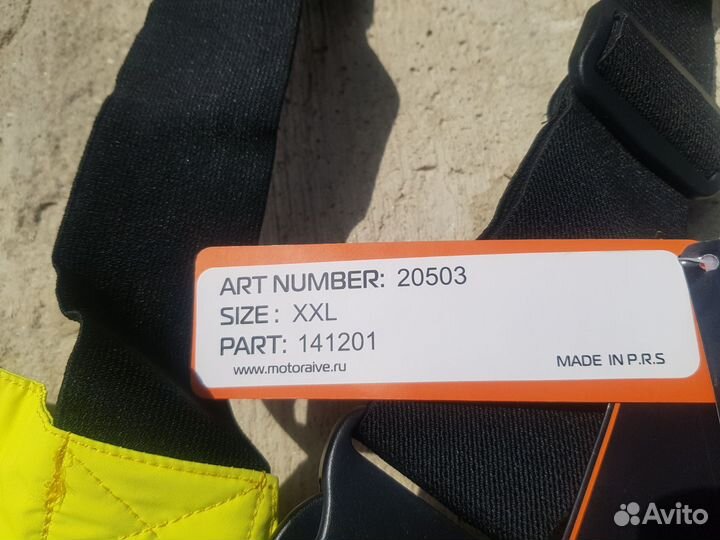 ART NUMBER: 20503
SIZE: XXL
PART: 141201
www.motoraive.ru
MADE IN P.R.S
Avito